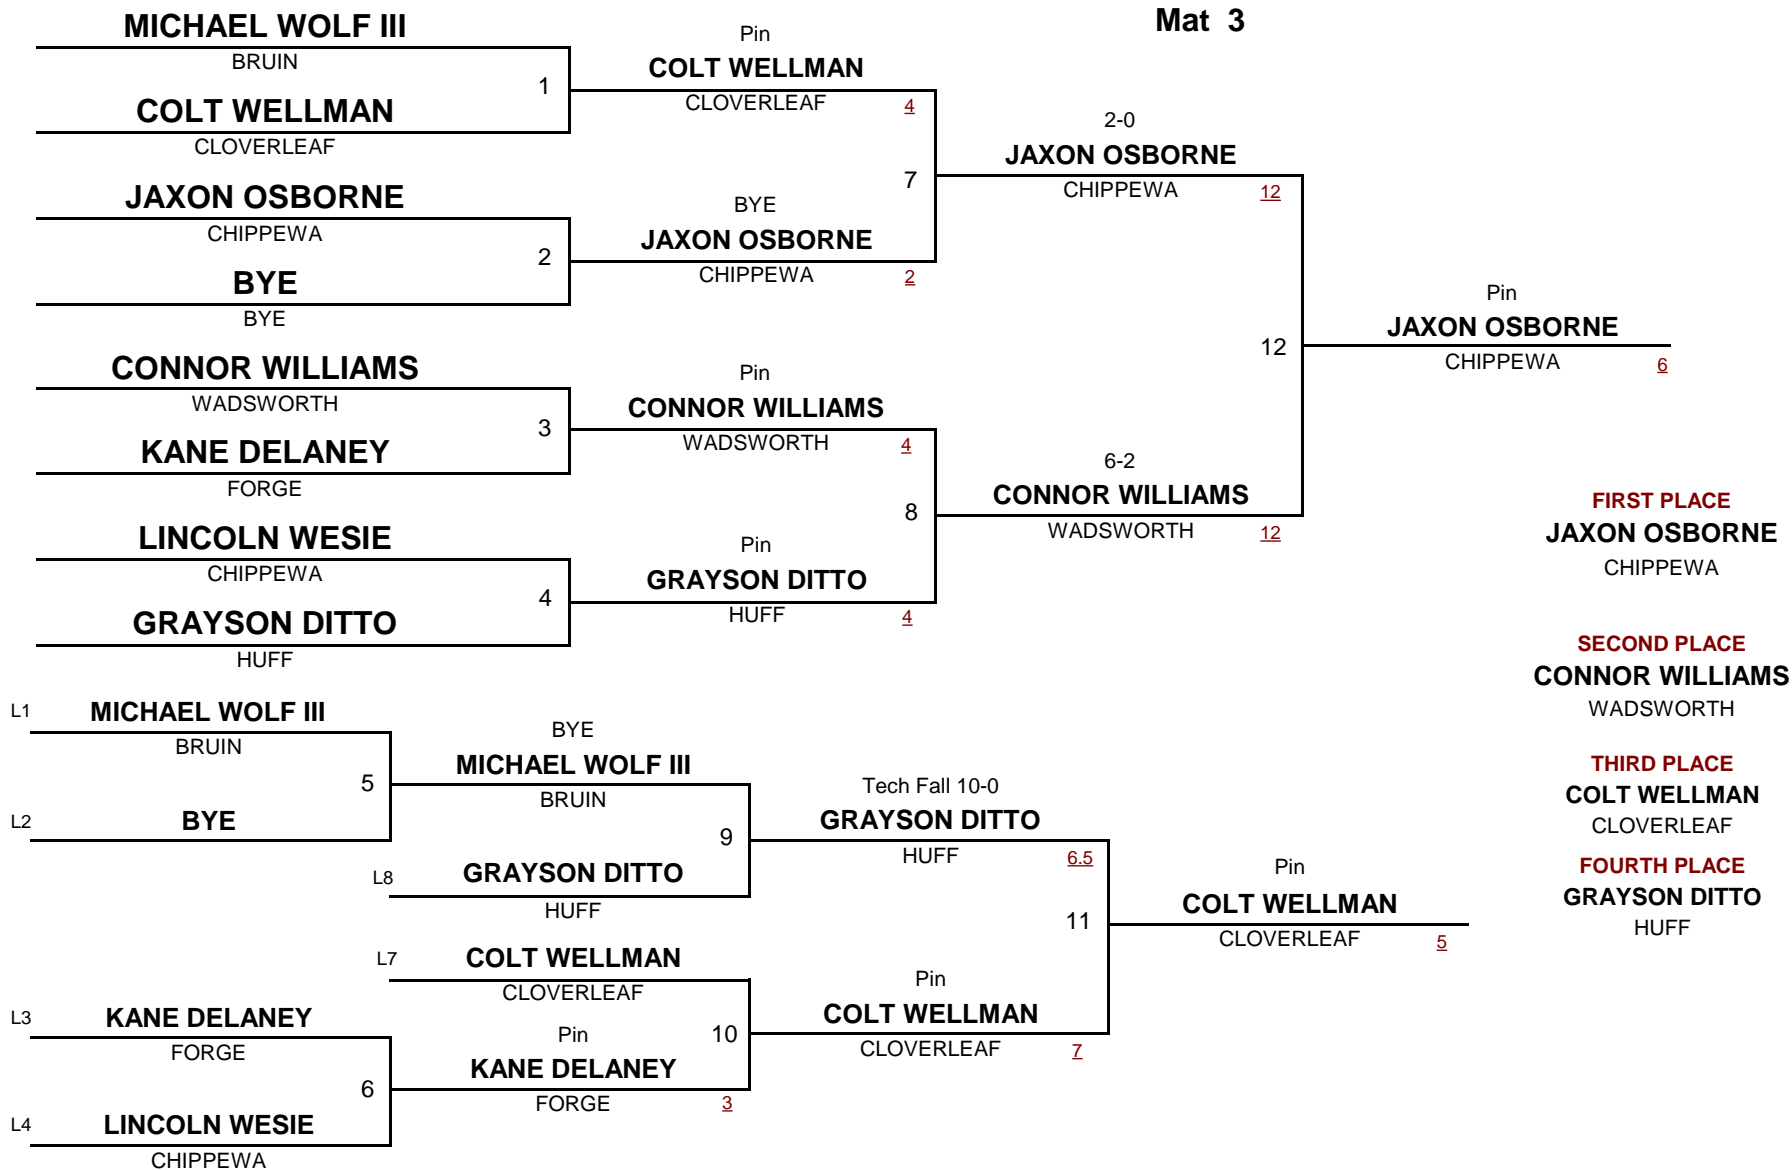 Mat 3
MICHAEL WOLF III
BRUIN
1
COLT WELLMAN
CLOVERLEAF
JAXON OSBORNE
CHIPPEWA
2
BYE
BYE
CONNOR WILLIAMS
WADSWORTH
3
KANE DELANEY
FORGE
LINCOLN WESIE
CHIPPEWA
4
GRAYSON DITTO
HUFF
Pin
COLT WELLMAN
CLOVERLEAF 4
7
BYE
JAXON OSBORNE
CHIPPEWA 2
Pin
CONNOR WILLIAMS
WADSWORTH 4
8
Pin
GRAYSON DITTO
HUFF 4
2-0
JAXON OSBORNE
CHIPPEWA 12
12
6-2
CONNOR WILLIAMS
WADSWORTH 12
Pin
JAXON OSBORNE
CHIPPEWA 6
FIRST PLACE
JAXON OSBORNE
CHIPPEWA
SECOND PLACE
CONNOR WILLIAMS
WADSWORTH
THIRD PLACE
COLT WELLMAN
CLOVERLEAF
FOURTH PLACE
GRAYSON DITTO
HUFF
L1 MICHAEL WOLF III
BRUIN
5
L2 BYE
L3 KANE DELANEY
FORGE
6
L4 LINCOLN WESIE
CHIPPEWA
BYE
MICHAEL WOLF III
BRUIN
9
L8 GRAYSON DITTO
HUFF
L7 COLT WELLMAN
CLOVERLEAF
10
Pin
KANE DELANEY
FORGE 3
Tech Fall 10-0
GRAYSON DITTO
HUFF 6.5
11
Pin
COLT WELLMAN
CLOVERLEAF 7
Pin
COLT WELLMAN
CLOVERLEAF 5